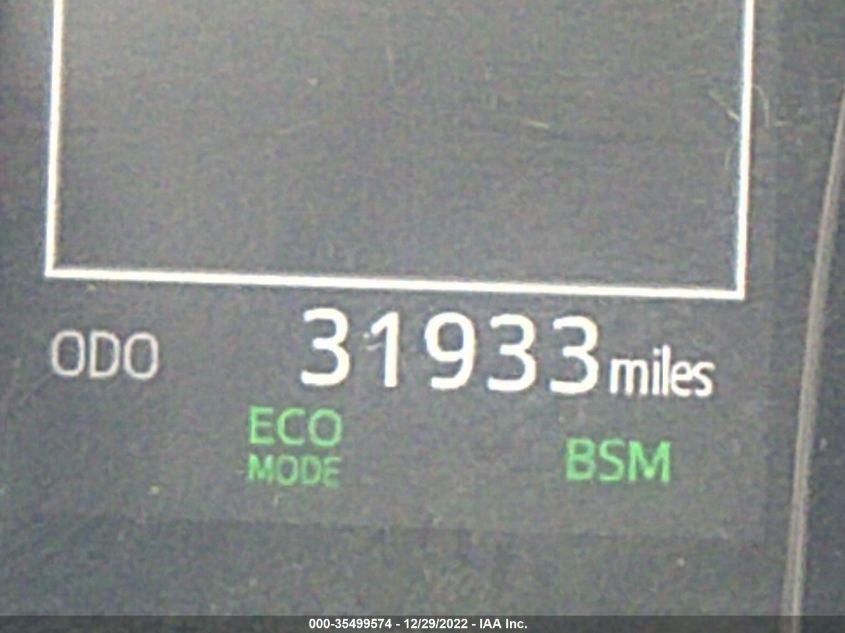 ODO 31933 miles
ECO
MODE
BSM
000-35499574 - 12/29/2022 - IAA Inc.